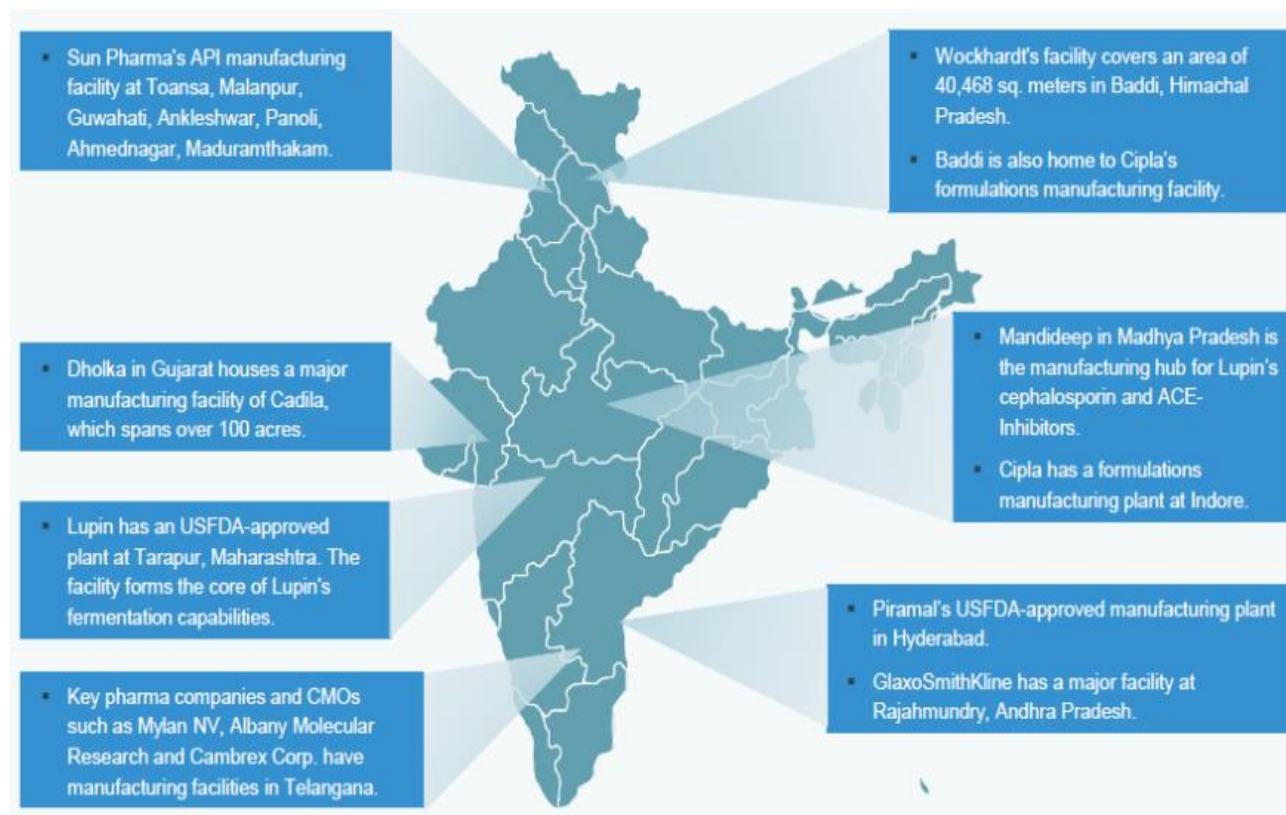 ▪ Sun Pharma's API manufacturing
facility at Toansa, Malanpur,
Guwahati, Ankleshwar, Panoli,
Ahmednagar, Maduramthakam.
▪ Wockhardt's facility covers an area of
40,468 sq. meters in Baddi, Himachal
Pradesh.
▪ Baddi is also home to Cipla's
formulations manufacturing facility.
▪ Dholka in Gujarat houses a major
manufacturing facility of Cadila,
which spans over 100 acres.
▪ Mandideep in Madhya Pradesh is
the manufacturing hub for Lupin's
cephalosporin and ACE-
Inhibitors.
▪ Cipla has a formulations
manufacturing plant at Indore.
▪ Lupin has an USFDA-approved
plant at Tarapur, Maharashtra. The
facility forms the core of Lupin's
fermentation capabilities.
▪ Piramal's USFDA-approved manufacturing plant
in Hyderabad.
▪ GlaxoSmithKline has a major facility at
Rajahmundry, Andhra Pradesh.
▪ Key pharma companies and CMOs
such as Mylan NV, Albany Molecular
Research and Cambrex Corp. have
manufacturing facilities in Telangana.